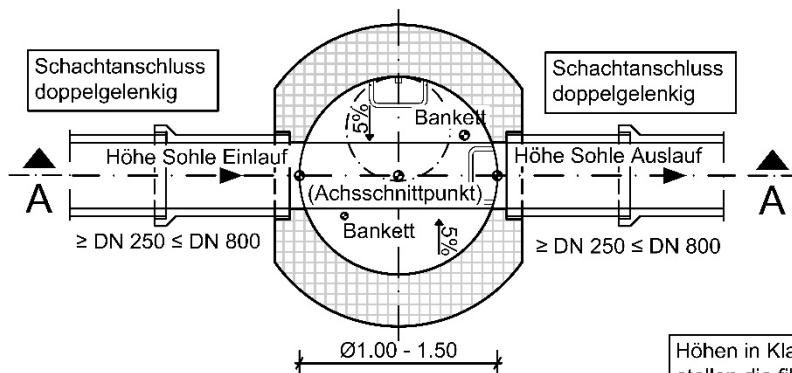 Schachtanschluss
doppelgelenkig
Schachtanschluss
doppelgelenkig
5%
Bankett
Höhe Sohle Einlauf
Höhe Sohle Auslauf
A
A
(Achsschnittpunkt)
Bankett
5%
≥ DN 250 ≤ DN 800
≥ DN 250 ≤ DN 800
Ø1.00 - 1.50
Höhen in